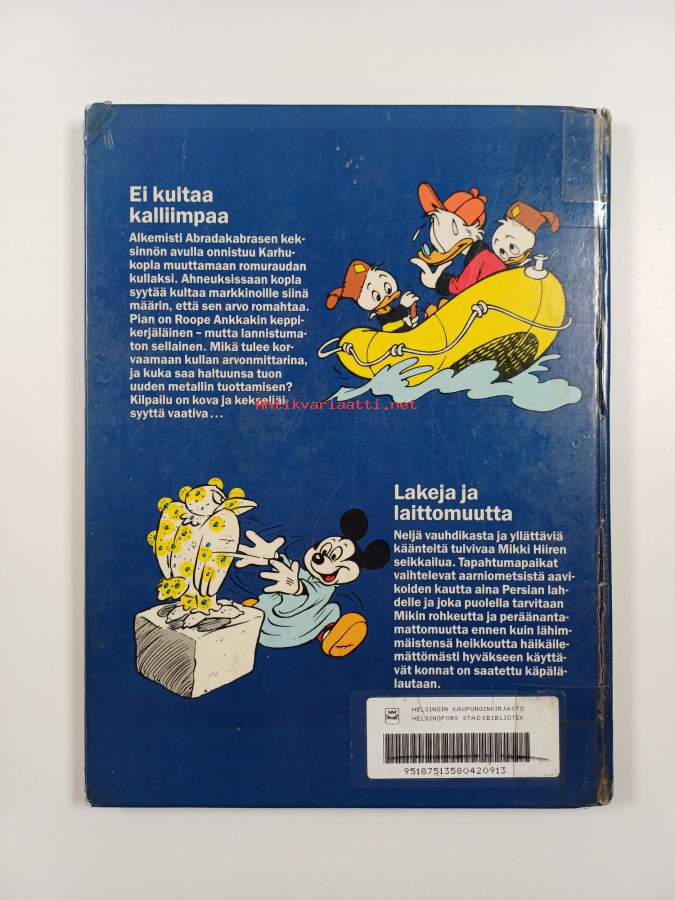 Ei kultaa
kalliimpaa
Alkemisti Abradakabrasen kek-
sinnön avulla onnistuu Karhu-
kopla muuttamaan romuraudan
kullaksi. Ahneuksissaan kopla
syytää kultaa markkinoille siinä
määrin, että sen arvo romahtaa.
Pian on Roope Ankkakin keppi-
kerjäläinen – mutta lannistuma-
ton sellainen. Mikä tulee kor-
vaamaan kullan arvonmittarina,
ja kuka saa haltuunsa tuon
uuden metallin tuottamisen?
Kilpailu on kova ja kekseliäi-
syyttä vaativa...
Antikvariaatti.net
Lakeja ja
laittomuutta
Neljä vauhdikasta ja yllättäviä
käänteitä tulvivaa Mikki Hiiren
seikkailua. Tapahtumapaikat
vaihtelevat aarniometsistä aavi-
koiden kautta aina Persian lah-
delle ja joka puolella tarvitaan
Mikin rohkeutta ja peräänanta-
mattomuutta ennen kuin lähim-
mäistensä heikkoutta häikäile-
mättömästi hyväkseen käyttä-
vät konnat on saatettu käpälä-
lautaan.
HELSINGIN KAUPUNGINKIRJASTO
HELSINGFORS STADSBIBLIOTEK
95187513580420913